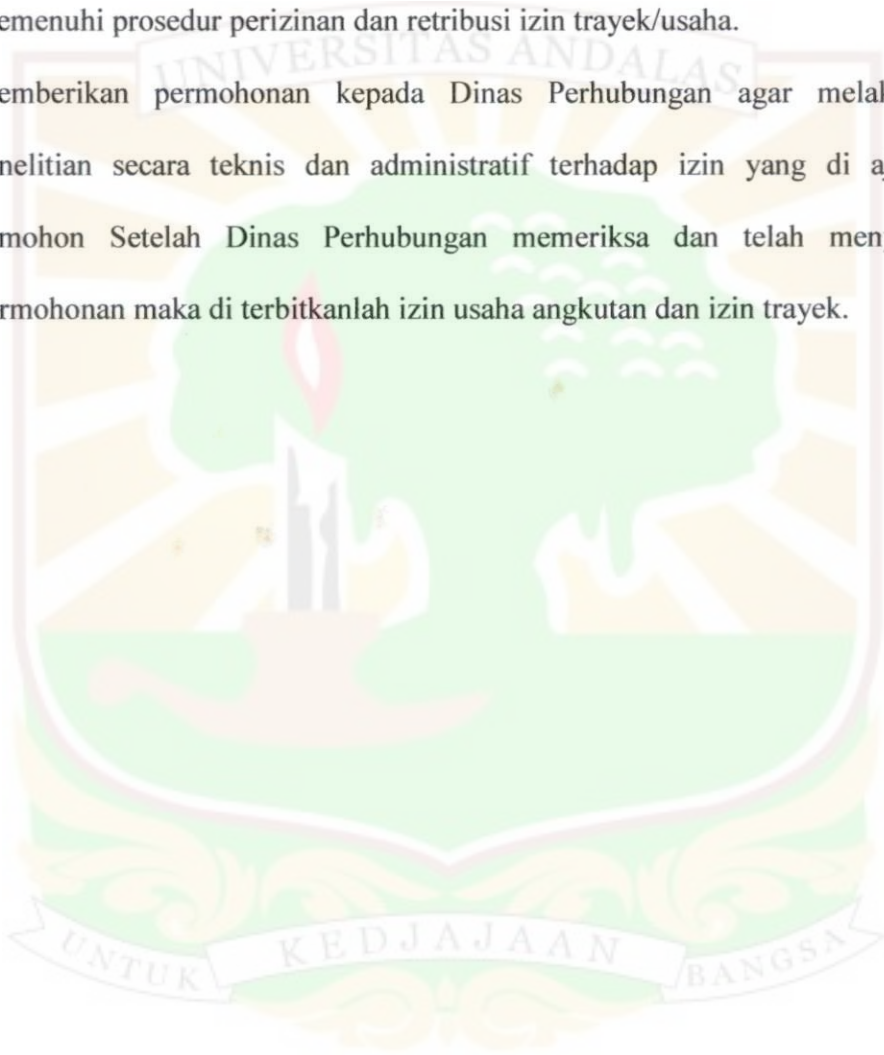 emenuhi prosedur perizinan dan retribusi izin trayek/usaha.
UNIVERSITAS ANDALAS
emberikan permohonan kepada Dinas Perhubungan agar melak
nelitian secara teknis dan administratif terhadap izin yang di a
mohon Setelah Dinas Perhubungan memeriksa dan telah men
rmohonan maka di terbitkanlah izin usaha angkutan dan izin trayek.
UNTUK KEDJAJAAN BANGSA